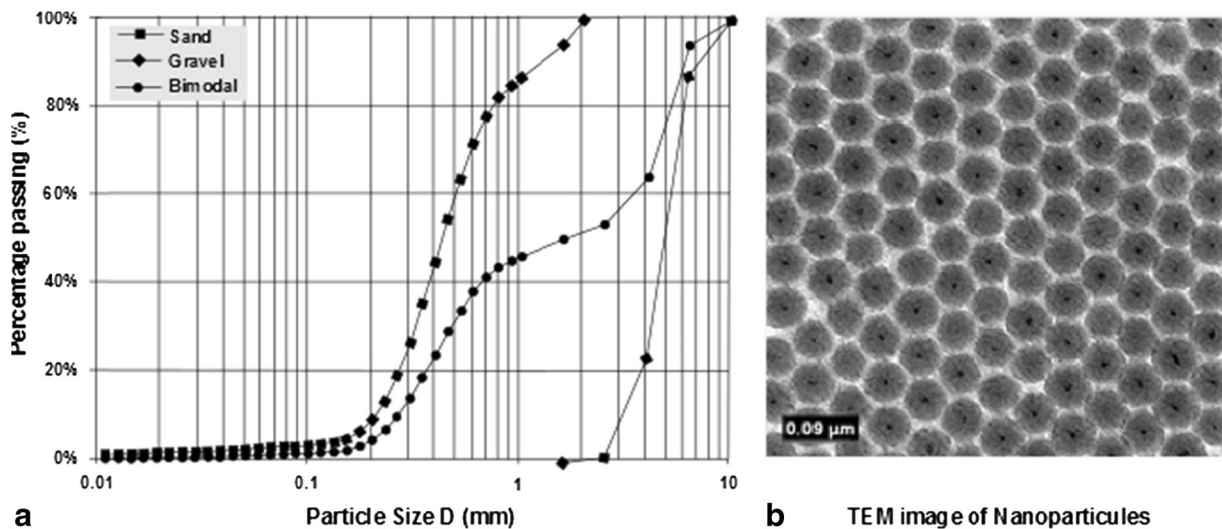 100%
80%
60%
40%
20%
0%
Percentage passing (%)
Sand
Gravel
Bimodal
0.01 0.1 1 10
Particle Size D (mm)
a
0.09 µm
b
TEM image of Nanoparticules